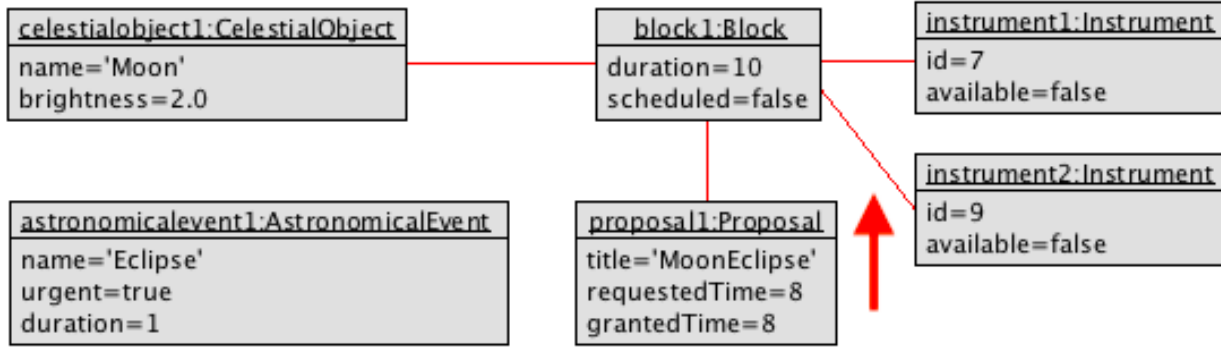 celestialobject1:CelestialObject
name='Moon'
brightness=2.0
block1:Block
duration=10
scheduled=false
instrument1:Instrument
id=7
available=false
instrument2:Instrument
id=9
available=false
astronomicalevent1:AstronomicalEvent
name='Eclipse'
urgent=true
duration=1
proposal1:Proposal
title='MoonEclipse'
requestedTime=8
grantedTime=8